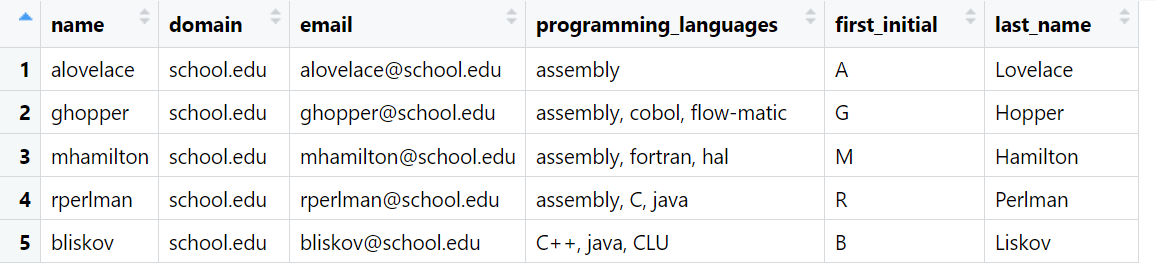 name domain email programming_languages first_initial last_name
1 alovelace school.edu alovelace@school.edu assembly A Lovelace
2 ghopper school.edu ghopper@school.edu assembly, cobol, flow-matic G Hopper
3 mhamilton school.edu mhamilton@school.edu assembly, fortran, hal M Hamilton
4 rperlman school.edu rperlman@school.edu assembly, C, java R Perlman
5 bliskov school.edu bliskov@school.edu C++, java, CLU B Liskov